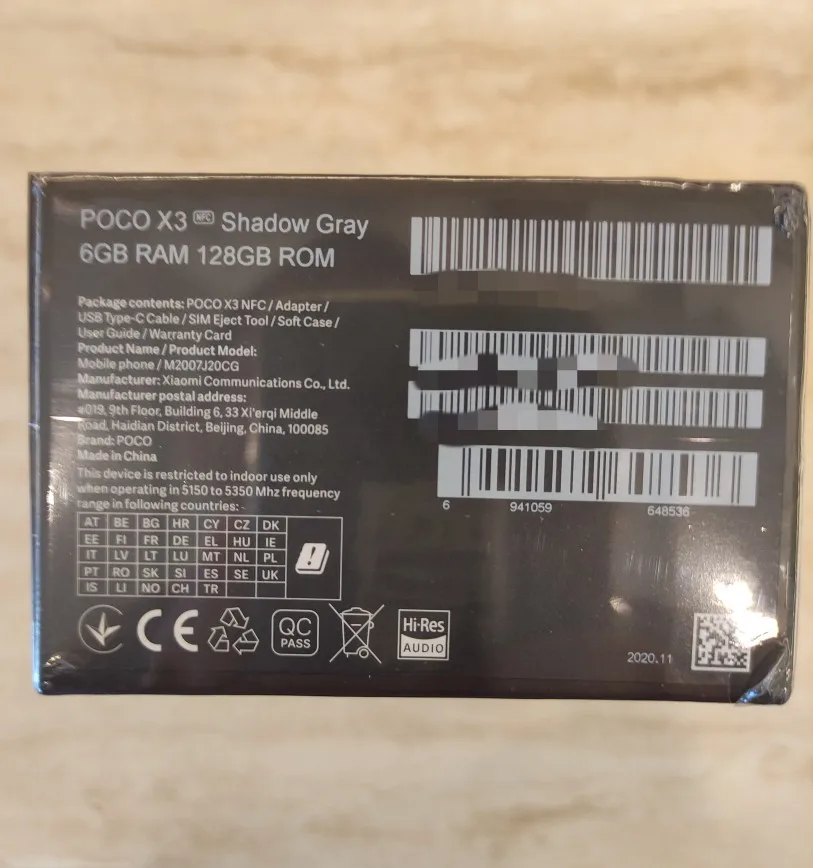 POCO X3 NFC Shadow Gray
6GB RAM 128GB ROM
Package contents: POCO X3 NFC / Adapter /
USB Type-C Cable / SIM Eject Tool / Soft Case /
User Guide / Warranty Card
Product Name / Product Model:
Mobile phone / M2007J20CG
Manufacturer: Xiaomi Communications Co., Ltd.
Manufacturer postal address:
#019, 9th Floor, Building 6, 33 Xi'erqi Middle
Road, Haidian District, Beijing, China, 100085
Brand: POCO
Made in China
This device is restricted to indoor use only
when operating in 5150 to 5350 Mhz frequency
range in following countries:
AT BE BG HR CY CZ DK
EE FI FR DE EL HU IE
IT LV LT LU MT NL PL
PT RO SK SI ES SE UK
IS LI NO CH TR
CE
QC
PASS
Hi-Res
AUDIO
6 941059 648536
2020.11